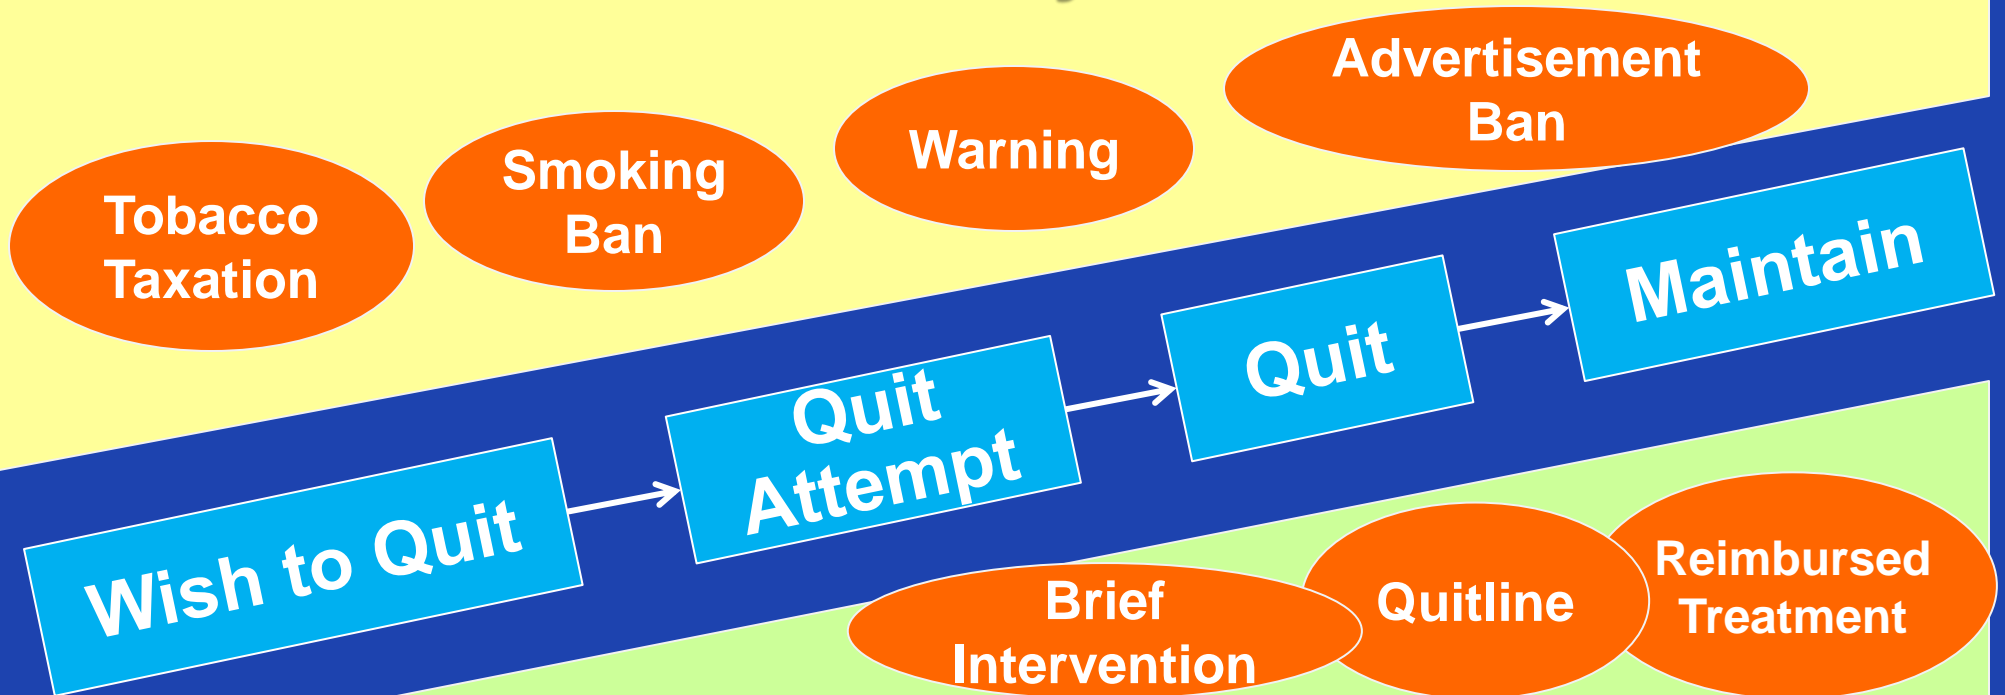 Tobacco
Taxation
Smoking
Ban
Warning
Advertisement
Ban
Wish to Quit
Quit
Attempt
Quit
Maintain
Brief
Intervention
Quitline
Reimbursed
Treatment